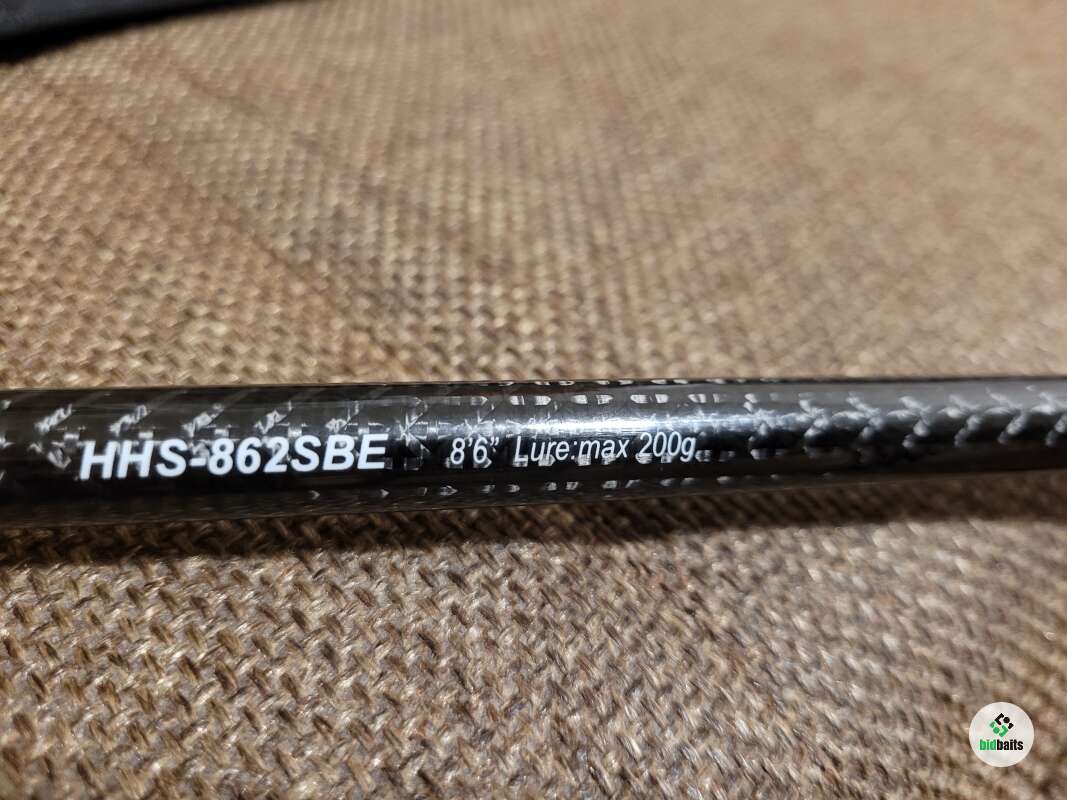 HHS-862SBE 8'6" Lure:max 200g
bidbaits